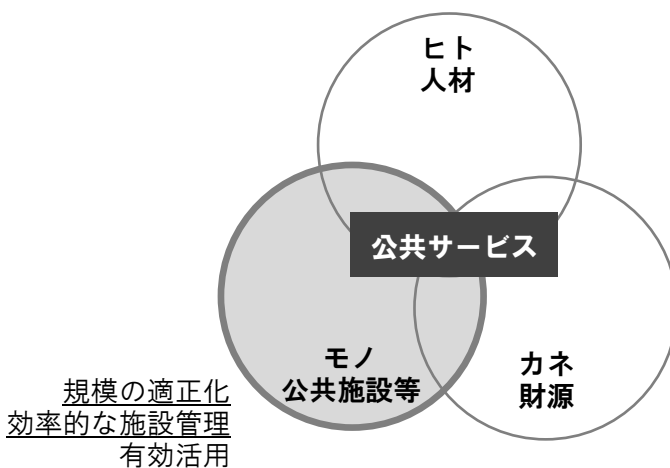 ヒト
人材
公共サービス
モノ
公共施設等
カネ
財源
規模の適正化
効率的な施設管理
有効活用